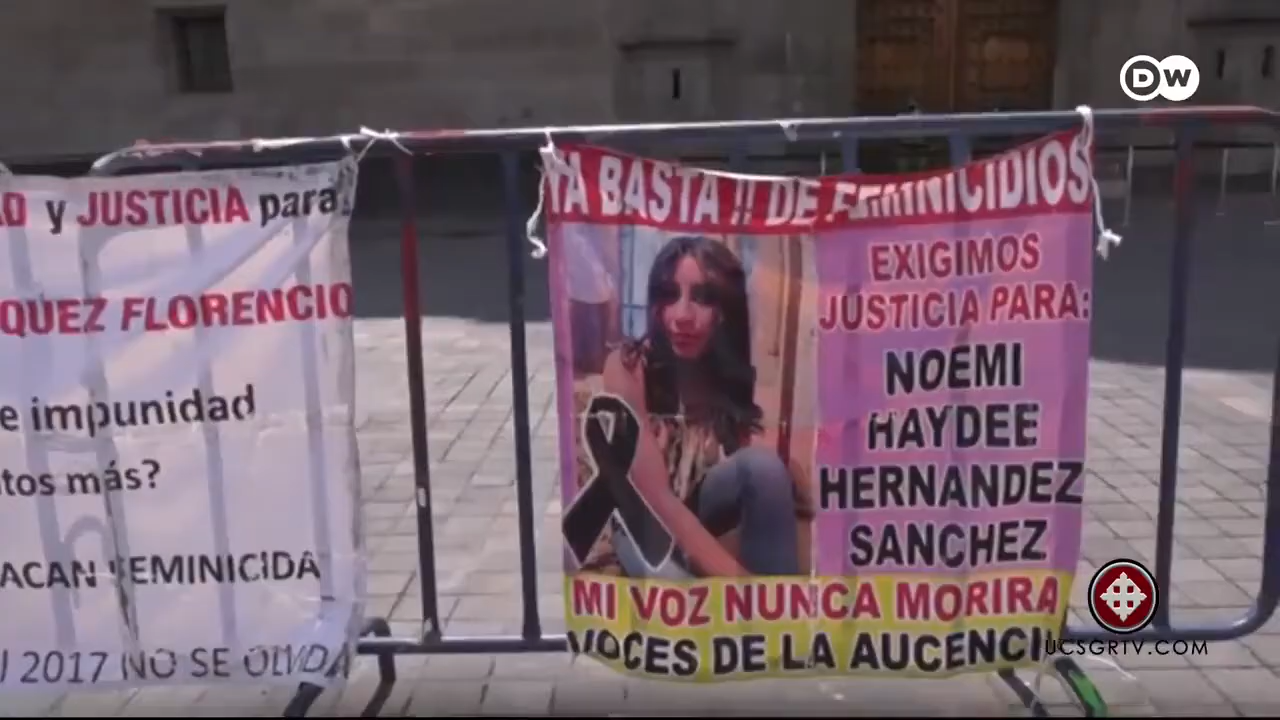 y JUSTICIA para
QUEZ FLORENCIO
e impunidad
tos más?
ACAN FEMINICIDA
2017 NO SE OLVIDA
YA BASTA !! DE FEMINICIDIOS
EXIGIMOS
JUSTICIA PARA:
NOEMI
HAYDEE
HERNANDEZ
SANCHEZ
MI VOZ NUNCA MORIRA
VOCES DE LA AUCENCI
DW
UCSGRTV.COM